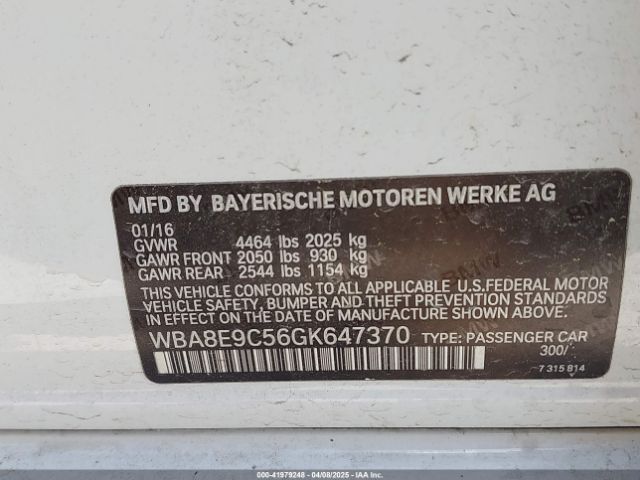 MFD BY BAYERISCHE MOTOREN WERKE AG
01/16
GVWR 4464 lbs 2025 kg
GAWR FRONT 2050 lbs 930 kg
GAWR REAR 2544 lbs 1154 kg
THIS VEHICLE CONFORMS TO ALL APPLICABLE U.S.FEDERAL MOTOR
VEHICLE SAFETY, BUMPER AND THEFT PREVENTION STANDARDS
IN EFFECT ON THE DATE OF MANUFACTURE SHOWN ABOVE.
WBA8E9C56GK647370 TYPE: PASSENGER CAR
300/
7 315 814
000-41979248 - 04/08/2025 - IAA Inc.